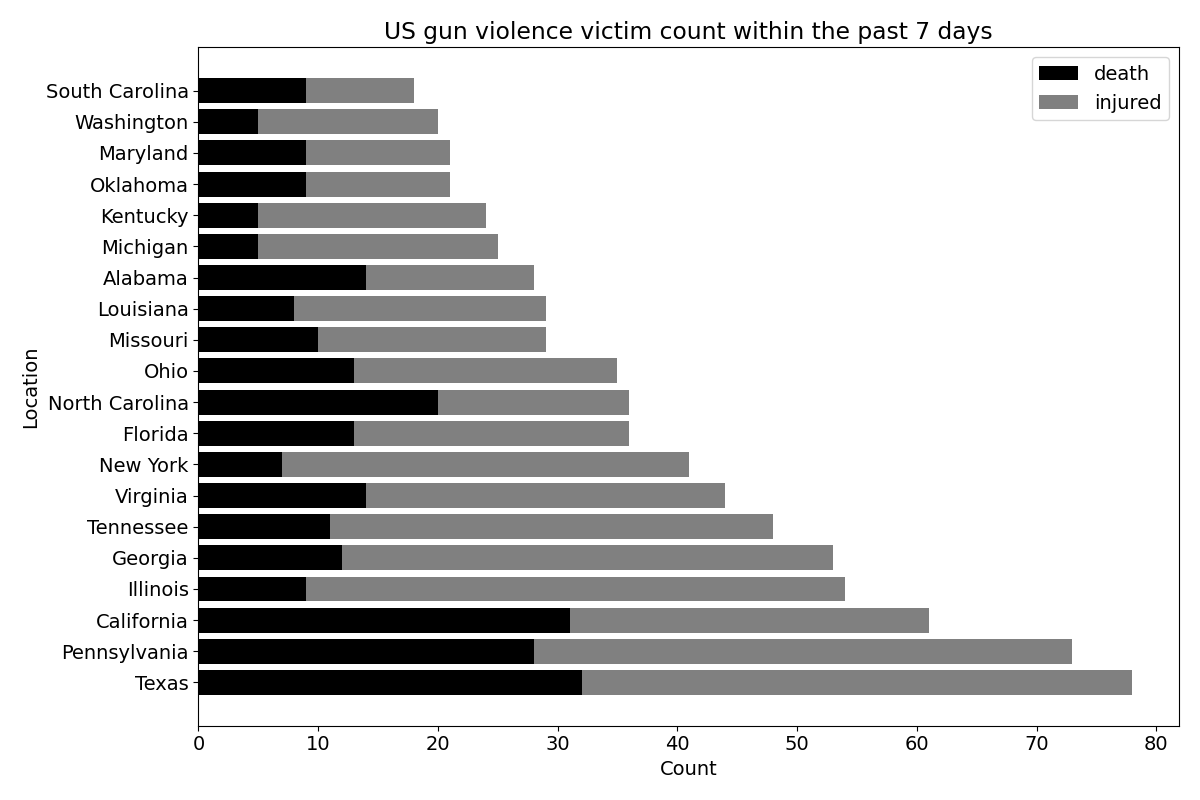 US gun violence victim count within the past 7 days
death
injured
South Carolina
Washington
Maryland
Oklahoma
Kentucky
Michigan
Alabama
Louisiana
Missouri
Ohio
North Carolina
Florida
New York
Virginia
Tennessee
Georgia
Illinois
California
Pennsylvania
Texas
Location
0 10 20 30 40 50 60 70 80
Count